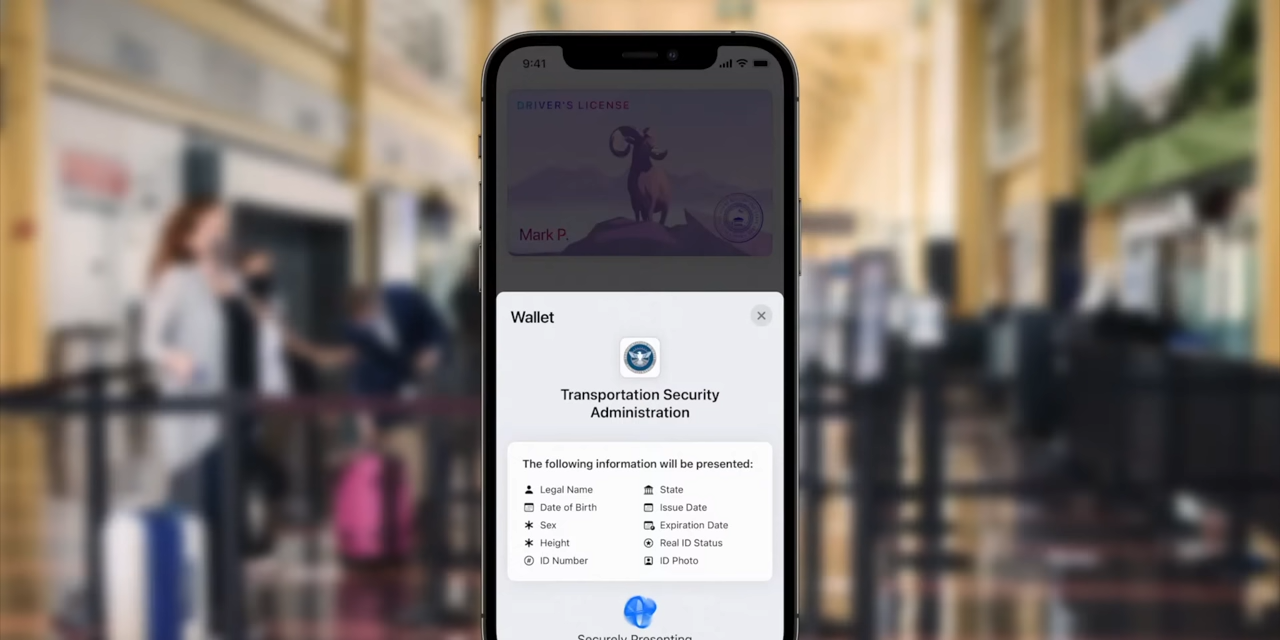 9:41
DRIVER'S LICENSE
Mark P.
Wallet
Transportation Security
Administration
The following information will be presented:
Legal Name
State
Date of Birth
Issue Date
Sex
Expiration Date
Height
Real ID Status
ID Number
ID Photo
Securely Presenting